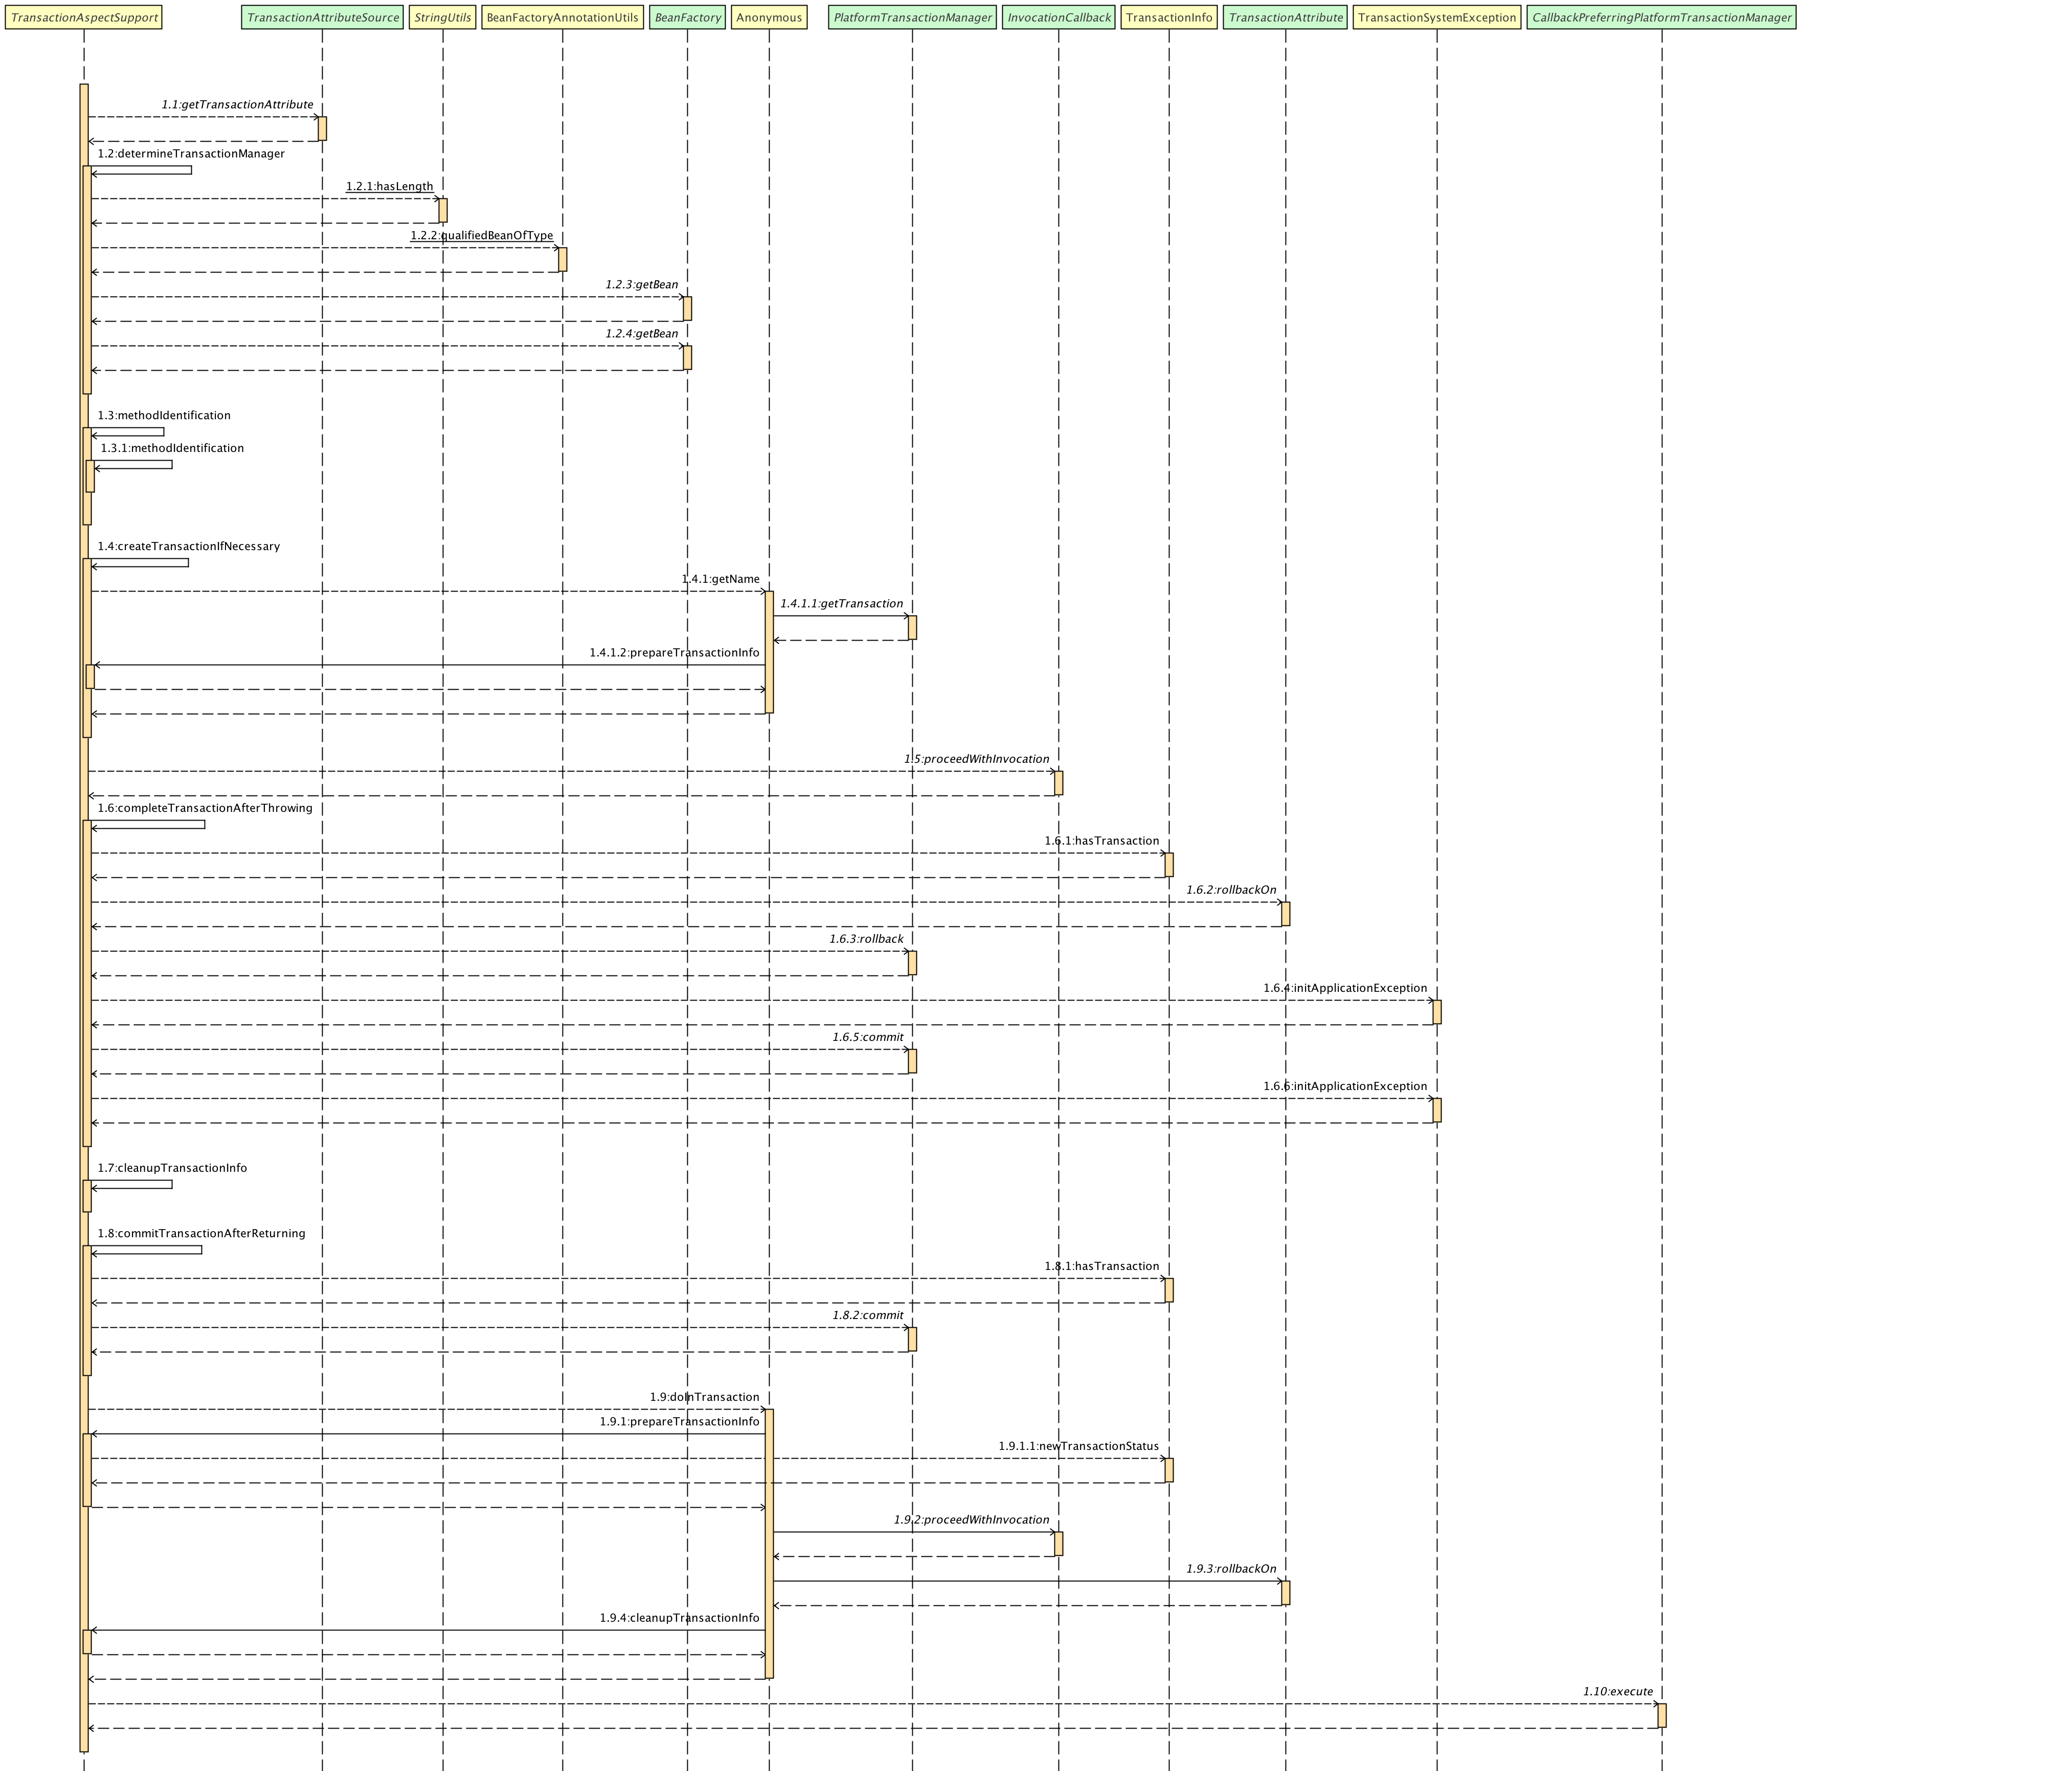 TransactionAspectSupport
TransactionAttributeSource
StringUtils
BeanFactoryAnnotationUtils
BeanFactory
Anonymous
PlatformTransactionManager
InvocationCallback
TransactionInfo
TransactionAttribute
TransactionSystemException
CallbackPreferringPlatformTransactionManager
1.1:getTransactionAttribute
1.2:determineTransactionManager
1.2.1:hasLength
1.2.2:qualifiedBeanOfType
1.2.3:getBean
1.2.4:getBean
1.3:methodIdentification
1.3.1:methodIdentification
1.4:createTransactionIfNecessary
1.4.1:getName
1.4.1.1:getTransaction
1.4.1.2:prepareTransactionInfo
1.5:proceedWithInvocation
1.6:completeTransactionAfterThrowing
1.6.1:hasTransaction
1.6.2:rollbackOn
1.6.3:rollback
1.6.4:initApplicationException
1.6.5:commit
1.6.6:initApplicationException
1.7:cleanupTransactionInfo
1.8:commitTransactionAfterReturning
1.8.1:hasTransaction
1.8.2:commit
1.9:doInTransaction
1.9.1:prepareTransactionInfo
1.9.1.1:newTransactionStatus
1.9.2:proceedWithInvocation
1.9.3:rollbackOn
1.9.4:cleanupTransactionInfo
1.10:execute